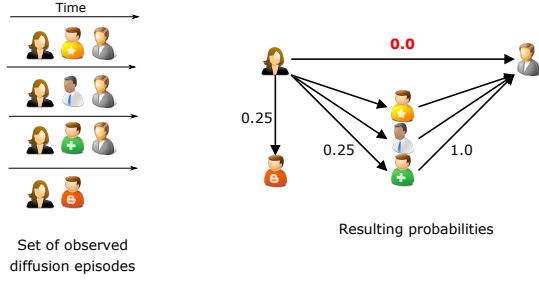 Time
0.0
0.25
0.25
1.0
Resulting probabilities
Set of observed
diffusion episodes